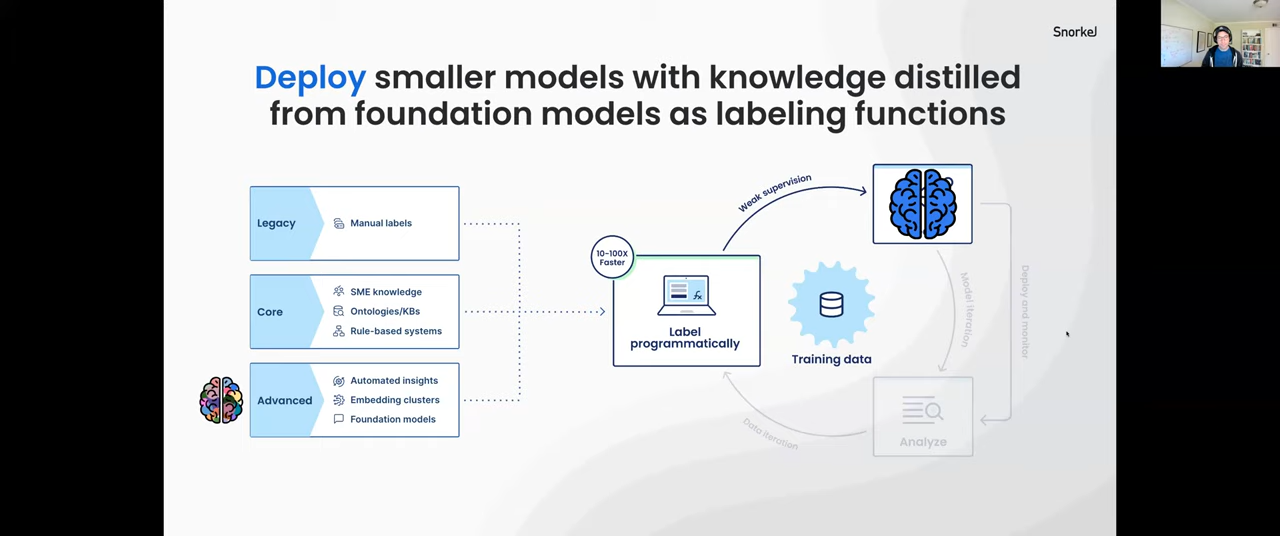 Snorkel
Deploy smaller models with knowledge distilled
from foundation models as labeling functions
Legacy
Manual labels
Core
SME knowledge
Ontologies/KBs
Rule-based systems
Advanced
Automated insights
Embedding clusters
Foundation models
10-100X
Faster
fx
Label
programmatically
Weak supervision
Training data
Model iteration
Deploy and monitor
Analyze
Data iteration